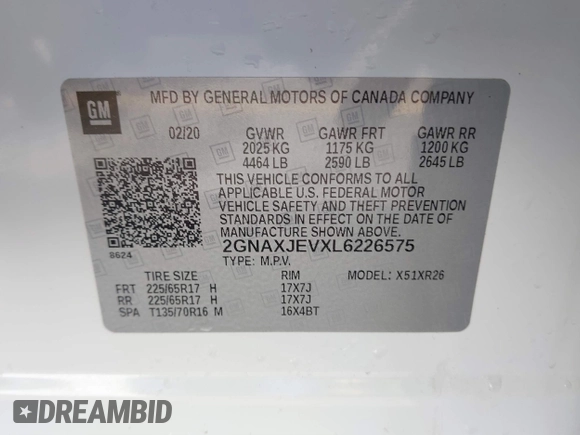 GM
MFD BY GENERAL MOTORS OF CANADA COMPANY
02/20 GVWR GAWR FRT GAWR RR
2025 KG 1175 KG 1200 KG
4464 LB 2590 LB 2645 LB
THIS VEHICLE CONFORMS TO ALL
APPLICABLE U.S. FEDERAL MOTOR
VEHICLE SAFETY AND THEFT PREVENTION
STANDARDS IN EFFECT ON THE DATE OF
MANUFACTURE SHOWN ABOVE.
8624 2GNAXJEVXL6226575
TYPE: M.P.V.
TIRE SIZE RIM MODEL: X51XR26
FRT 225/65R17 H 17X7J
RR 225/65R17 H 17X7J
SPA T135/70R16 M 16X4BT
DREAMBID